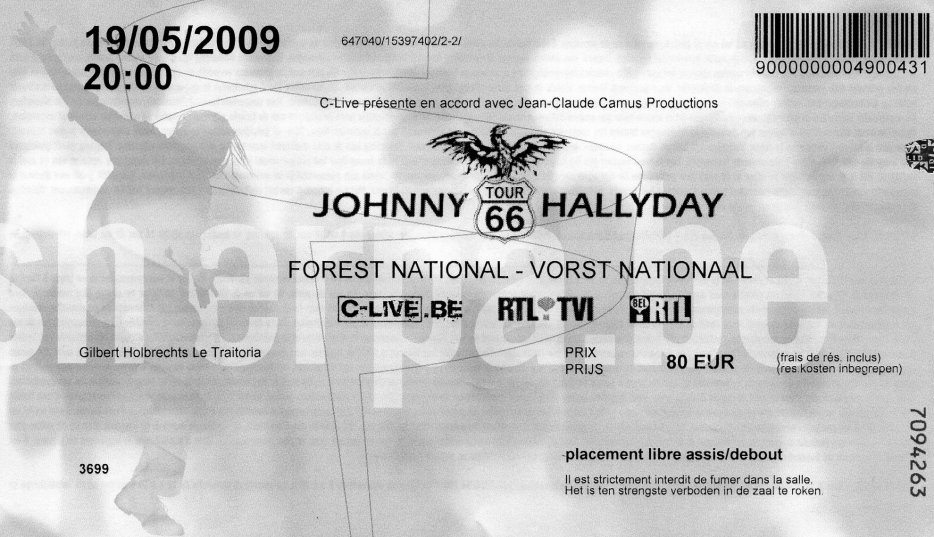 19/05/2009
20:00
647040/15397402/2-2/
9000000004900431
C-Live présente en accord avec Jean-Claude Camus Productions
JOHNNY TOUR 66 HALLYDAY
FOREST NATIONAL - VORST NATIONAAL
C-LIVE.BE RTL TVI BEL RTL
sherpa.be
Gilbert Holbrechts Le Traitoria
PRIX
PRIJS
80 EUR
(frais de rés. inclus)
(res.kosten inbegrepen)
3699
placement libre assis/debout
Il est strictement interdit de fumer dans la salle.
Het is ten strengste verboden in de zaal te roken.
7094263